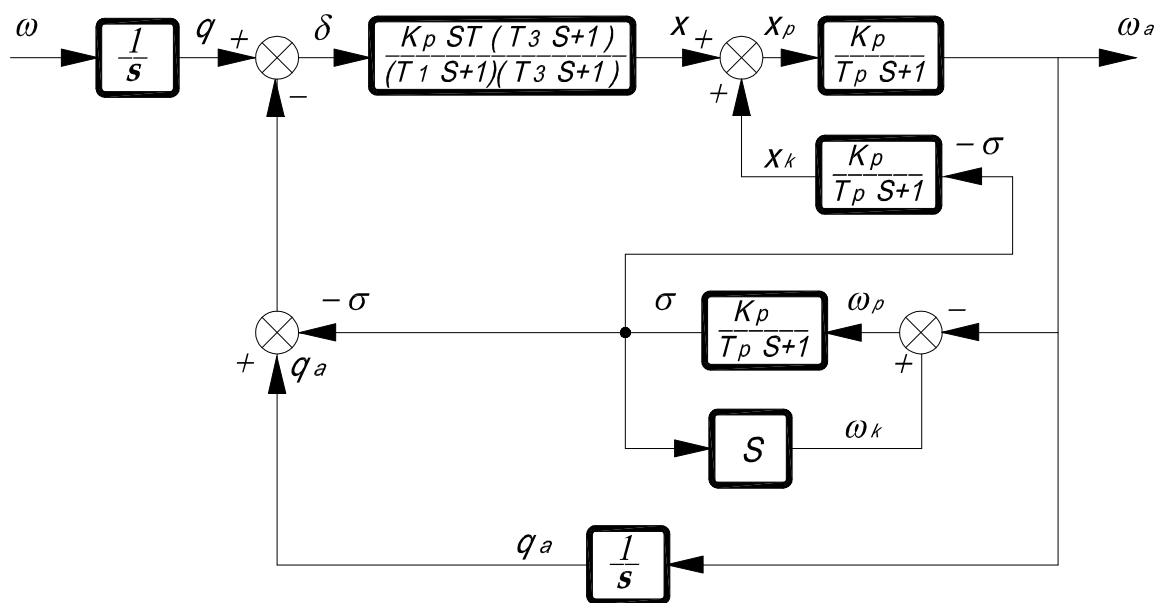 ω
1
s
q
+
−
δ
Kp ST (T3 S+1)
(T1 S+1)(T3 S+1)
x
+
+
xp
Kp
Tp S+1
ωa
xk
Kp
Tp S+1
−σ
−σ
+
qa
σ
Kp
Tp S+1
ωp
−
+
S
ωk
qa
1
s